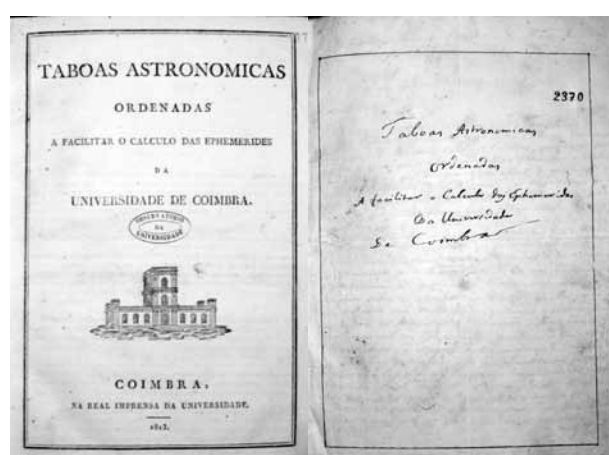 TABOAS ASTRONOMICAS
ORDENADAS
A FACILITAR O CALCULO DAS EPHEMERIDES
DA
UNIVERSIDADE DE COIMBRA.
OBSERVATORIO
DA
UNIVERSIDADE
COIMBRA,
NA REAL IMPRENSA DA UNIVERSIDADE.
2370
Taboas Astronomicas
Ordenadas
A facilitar o Calculo das Ephemerides
Da Universidade
De Coimbra